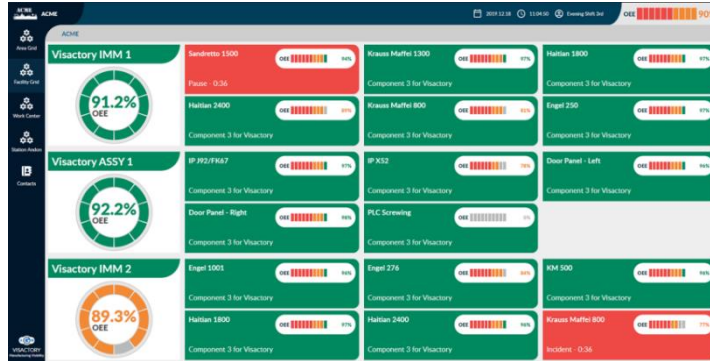 ACME
ACME
2019.12.18
11:04:50
Evening Shift 3rd
OEE
90%
ACME
Area Grid
Facility Grid
Work Center
Station Andon
Contacts
VISACTORY
Visactory IMM 1
91.2%
OEE
Sandretto 1500
OEE 94%
Pause - 0:36
Krauss Maffei 1300
OEE 97%
Component 3 for Visactory
Haitian 1800
OEE 97%
Component 3 for Visactory
Haitian 2400
OEE 89%
Component 3 for Visactory
Krauss Maffei 800
OEE
Component 3 for Visactory
Engel 250
OEE 97%
Component 3 for Visactory
Visactory ASSY 1
92.2%
OEE
IP J92/FK67
OEE 97%
Component 3 for Visactory
IP X52
OEE 78%
Component 3 for Visactory
Door Panel - Left
OEE 96%
Component 3 for Visactory
Door Panel - Right
OEE 98%
Component 3 for Visactory
PLC Screwing
OEE
Component 3 for Visactory
Visactory IMM 2
89.3%
OEE
Engel 1001
OEE 96%
Component 3 for Visactory
Engel 276
OEE
Component 3 for Visactory
KM 500
OEE 96%
Component 3 for Visactory
Haitian 1800
OEE 97%
Component 3 for Visactory
Haitian 2400
OEE 96%
Component 3 for Visactory
Krauss Maffei 800
OEE 77%
Incident - 0:36